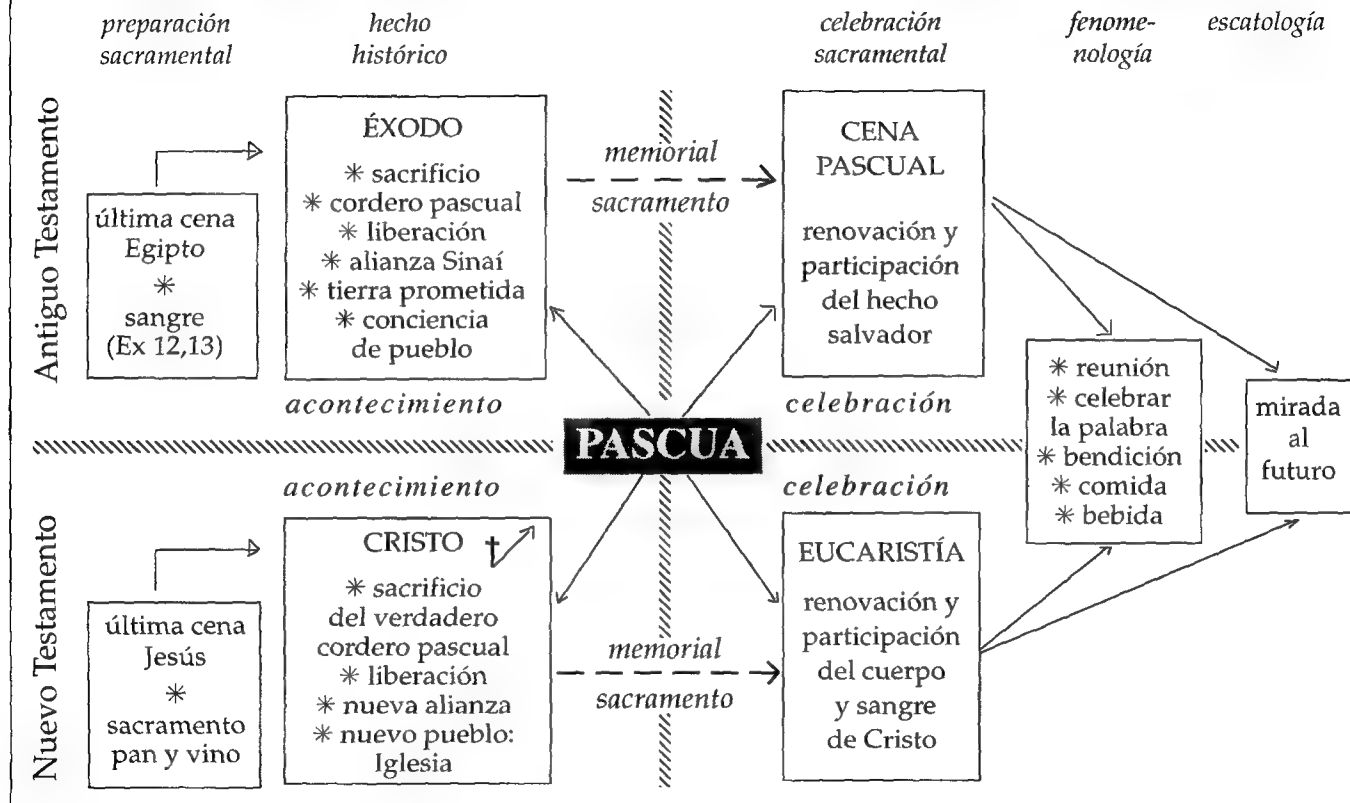 preparación
sacramental
hecho
histórico
celebración
sacramental
fenome-
nología
escatología
Antiguo Testamento
última cena
Egipto
*
sangre
(Ex 12,13)
ÉXODO
* sacrificio
* cordero pascual
* liberación
* alianza Sinaí
* tierra prometida
* conciencia
de pueblo
acontecimiento
memorial
sacramento
CENA
PASCUAL
renovación y
participación
del hecho
salvador
celebración
PASCUA
* reunión
* celebrar
la palabra
* bendición
* comida
* bebida
mirada
al
futuro
Nuevo Testamento
última cena
Jesús
*
sacramento
pan y vino
acontecimiento
CRISTO †
* sacrificio
del verdadero
cordero pascual
* liberación
* nueva alianza
* nuevo pueblo:
Iglesia
memorial
sacramento
celebración
EUCARISTÍA
renovación y
participación
del cuerpo
y sangre
de Cristo